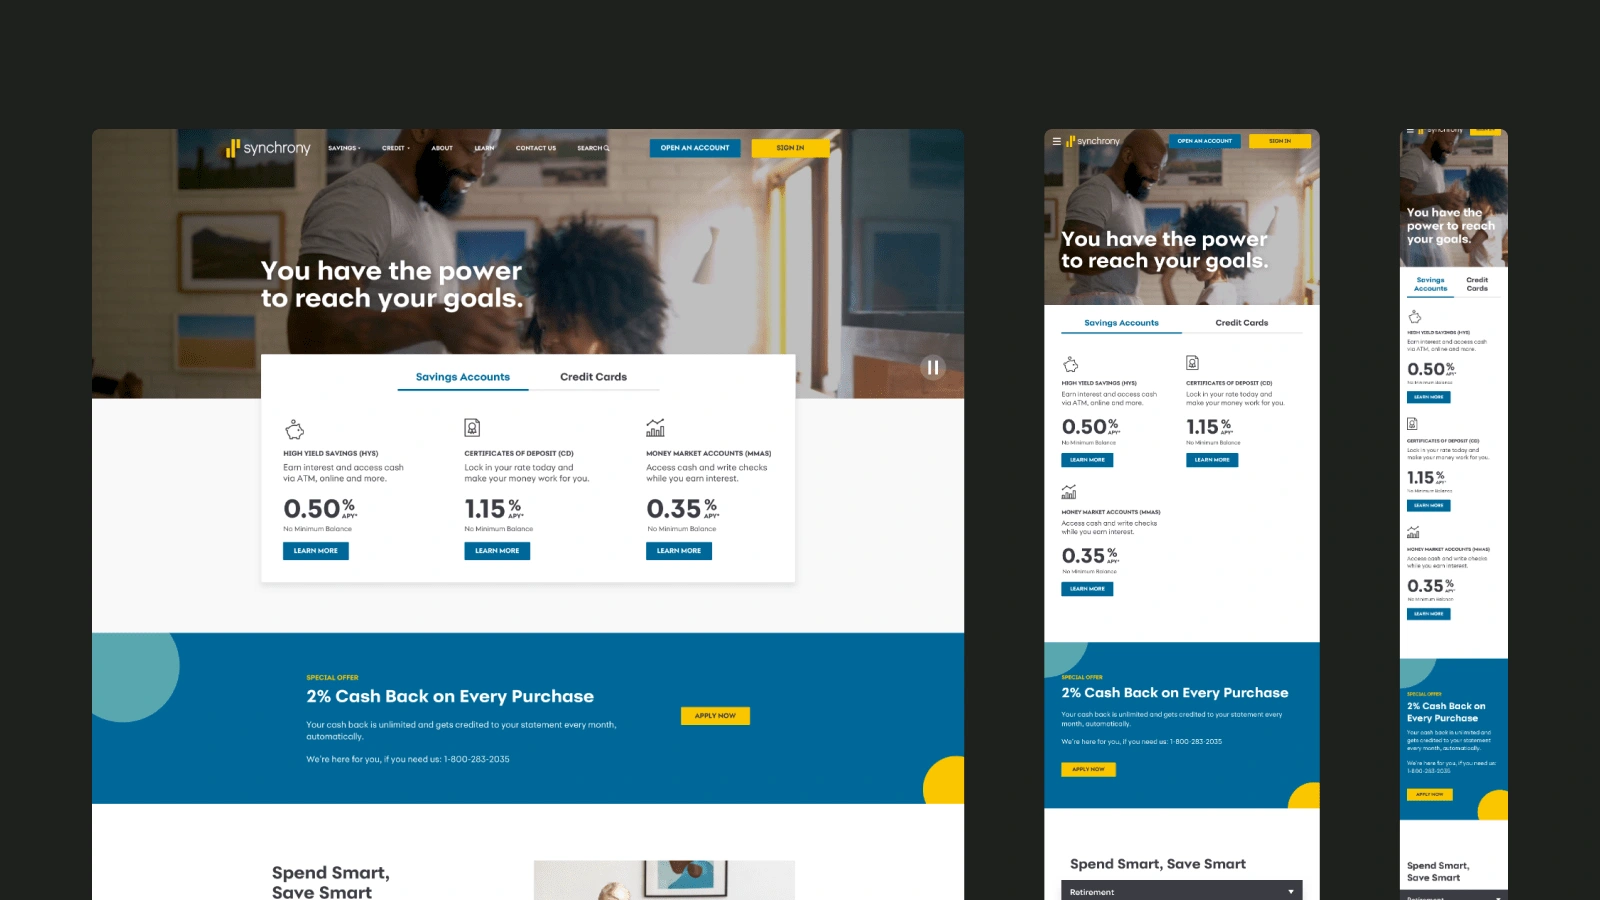 synchrony
SAVINGS
CREDIT
ABOUT
LEARN
CONTACT US
SEARCH
OPEN AN ACCOUNT
SIGN IN
You have the power
to reach your goals.
Savings Accounts
Credit Cards
HIGH YIELD SAVINGS (HYS)
Earn interest and access cash
via ATM, online and more.
0.50% APY*
No Minimum Balance
LEARN MORE
CERTIFICATES OF DEPOSIT (CD)
Lock in your rate today and
make your money work for you.
1.15% APY*
No Minimum Balance
LEARN MORE
MONEY MARKET ACCOUNTS (MMAS)
Access cash and write checks
while you earn interest.
0.35% APY*
No Minimum Balance
LEARN MORE
SPECIAL OFFER
2% Cash Back on Every Purchase
Your cash back is unlimited and gets credited to your statement every month,
automatically.
We're here for you, if you need us: 1-800-283-2035
APPLY NOW
Spend Smart,
Save Smart
synchrony
OPEN AN ACCOUNT
SIGN IN
You have the power
to reach your goals.
Savings Accounts
Credit Cards
HIGH YIELD SAVINGS (HYS)
Earn interest and access cash
via ATM, online and more.
0.50% APY*
No Minimum Balance
LEARN MORE
CERTIFICATES OF DEPOSIT (CD)
Lock in your rate today and
make your money work for you.
1.15% APY*
No Minimum Balance
LEARN MORE
MONEY MARKET ACCOUNTS (MMAS)
Access cash and write checks
while you earn interest.
0.35% APY*
No Minimum Balance
LEARN MORE
SPECIAL OFFER
2% Cash Back on Every Purchase
Your cash back is unlimited and gets credited to your statement every
month, automatically.
We're here for you, if you need us: 1-800-283-2035
APPLY NOW
Spend Smart, Save Smart
Retirement
synchrony
You have the
power to reach
your goals.
Savings
Accounts
Credit
Cards
HIGH YIELD SAVINGS (HYS)
Earn interest and access cash
via ATM, online and more.
0.50% APY*
No Minimum Balance
LEARN MORE
CERTIFICATES OF DEPOSIT (CD)
Lock in your rate today and
make your money work for you.
1.15% APY*
No Minimum Balance
LEARN MORE
MONEY MARKET ACCOUNTS (MMAS)
Access cash and write checks
while you earn interest.
0.35% APY*
No Minimum Balance
LEARN MORE
SPECIAL OFFER
2% Cash Back on
Every Purchase
Your cash back is unlimited and
gets credited to your statement
every month, automatically.
We're here for you, if you need us:
1-800-283-2035
APPLY NOW
Spend Smart,
Save Smart